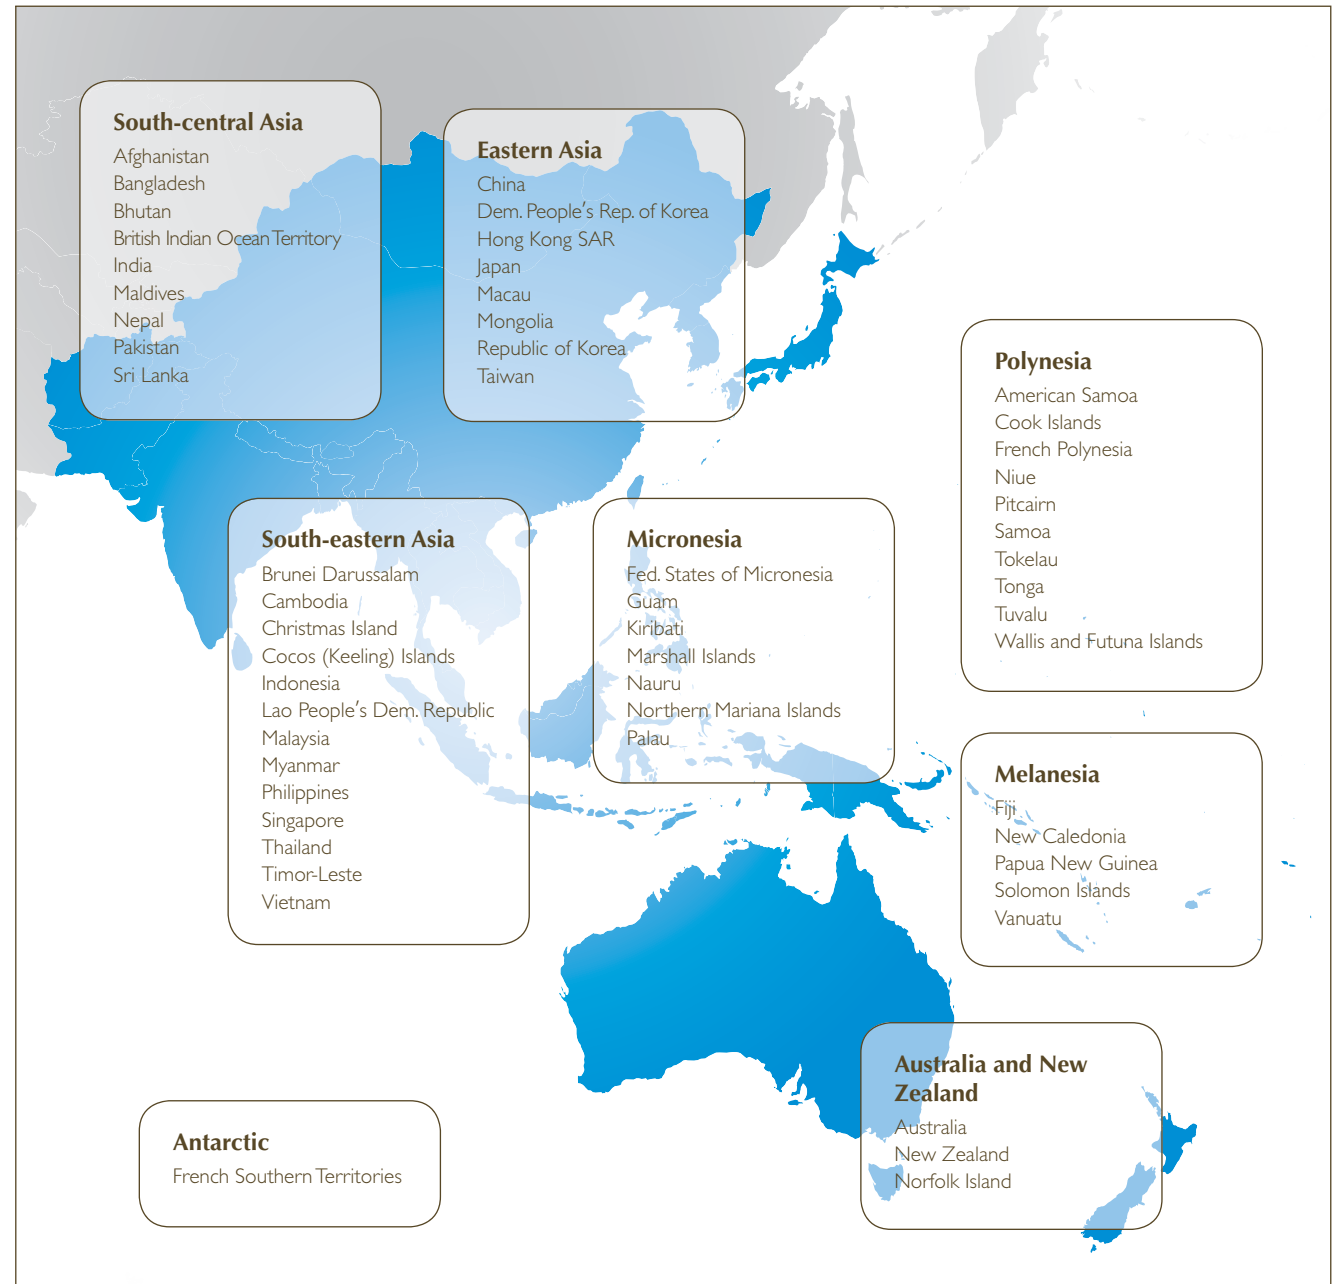 South-central Asia
Afghanistan
Bangladesh
Bhutan
British Indian Ocean Territory
India
Maldives
Nepal
Pakistan
Sri Lanka
Eastern Asia
China
Dem. People's Rep. of Korea
Hong Kong SAR
Japan
Macau
Mongolia
Republic of Korea
Taiwan
Polynesia
American Samoa
Cook Islands
French Polynesia
Niue
Pitcairn
Samoa
Tokelau
Tonga
Tuvalu
Wallis and Futuna Islands
South-eastern Asia
Brunei Darussalam
Cambodia
Christmas Island
Cocos (Keeling) Islands
Indonesia
Lao People's Dem. Republic
Malaysia
Myanmar
Philippines
Singapore
Thailand
Timor-Leste
Vietnam
Micronesia
Fed. States of Micronesia
Guam
Kiribati
Marshall Islands
Nauru
Northern Mariana Islands
Palau
Melanesia
Fiji
New Caledonia
Papua New Guinea
Solomon Islands
Vanuatu
Australia and New
Zealand
Australia
New Zealand
Norfolk Island
Antarctic
French Southern Territories